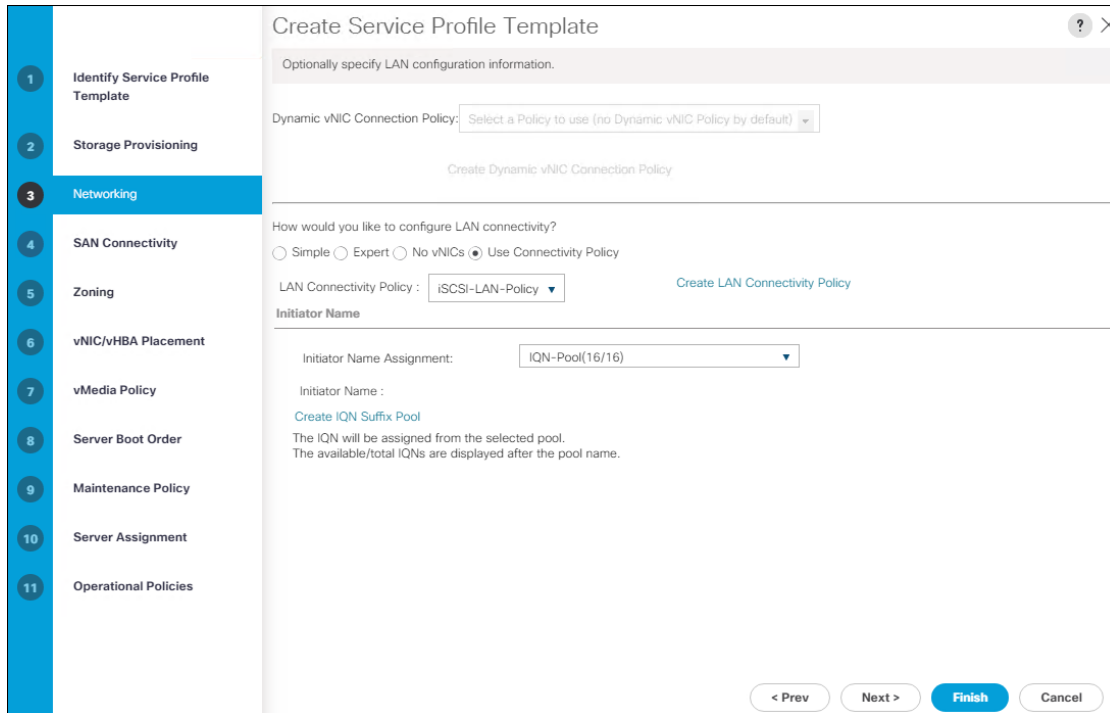 Create Service Profile Template
?
Optionally specify LAN configuration information.
1 Identify Service Profile
Template
2 Storage Provisioning
3 Networking
4 SAN Connectivity
5 Zoning
6 vNIC/vHBA Placement
7 vMedia Policy
8 Server Boot Order
9 Maintenance Policy
10 Server Assignment
11 Operational Policies
Dynamic vNIC Connection Policy: Select a Policy to use (no Dynamic vNIC Policy by default)
Create Dynamic vNIC Connection Policy
How would you like to configure LAN connectivity?
Simple Expert No vNICs Use Connectivity Policy
LAN Connectivity Policy : iSCSI-LAN-Policy Create LAN Connectivity Policy
Initiator Name
Initiator Name Assignment: IQN-Pool(16/16)
Initiator Name :
Create IQN Suffix Pool
The IQN will be assigned from the selected pool.
The available/total IQNs are displayed after the pool name.
< Prev Next > Finish Cancel